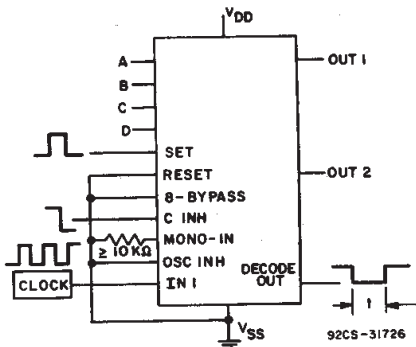 VDD
A
B
C
D
SET
RESET
8-BYPASS
C INH
MONO-IN
≥ 10KΩ
OSC INH
CLOCK
IN 1
OUT 1
OUT 2
DECODE
OUT
t
VSS
92CS-31726